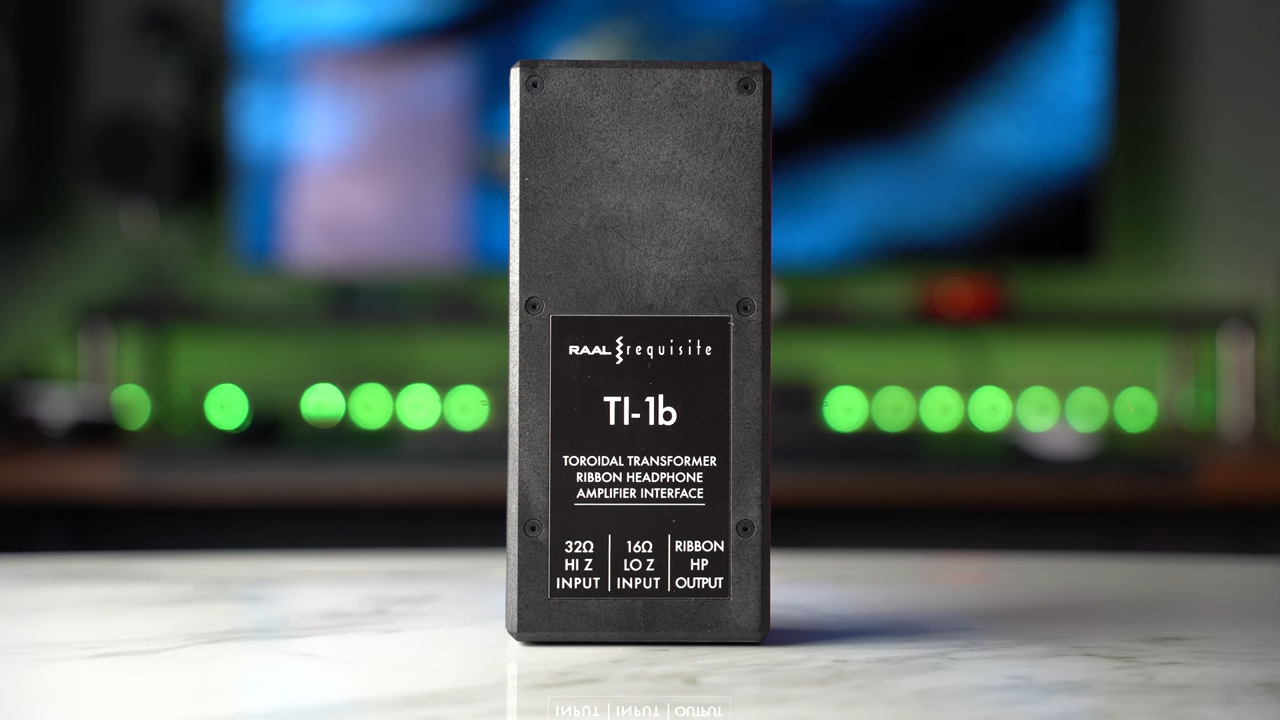 RAAL requisite
TI-1b
TOROIDAL TRANSFORMER
RIBBON HEADPHONE
AMPLIFIER INTERFACE
32Ω HI Z INPUT
16Ω LO Z INPUT
RIBBON HP OUTPUT